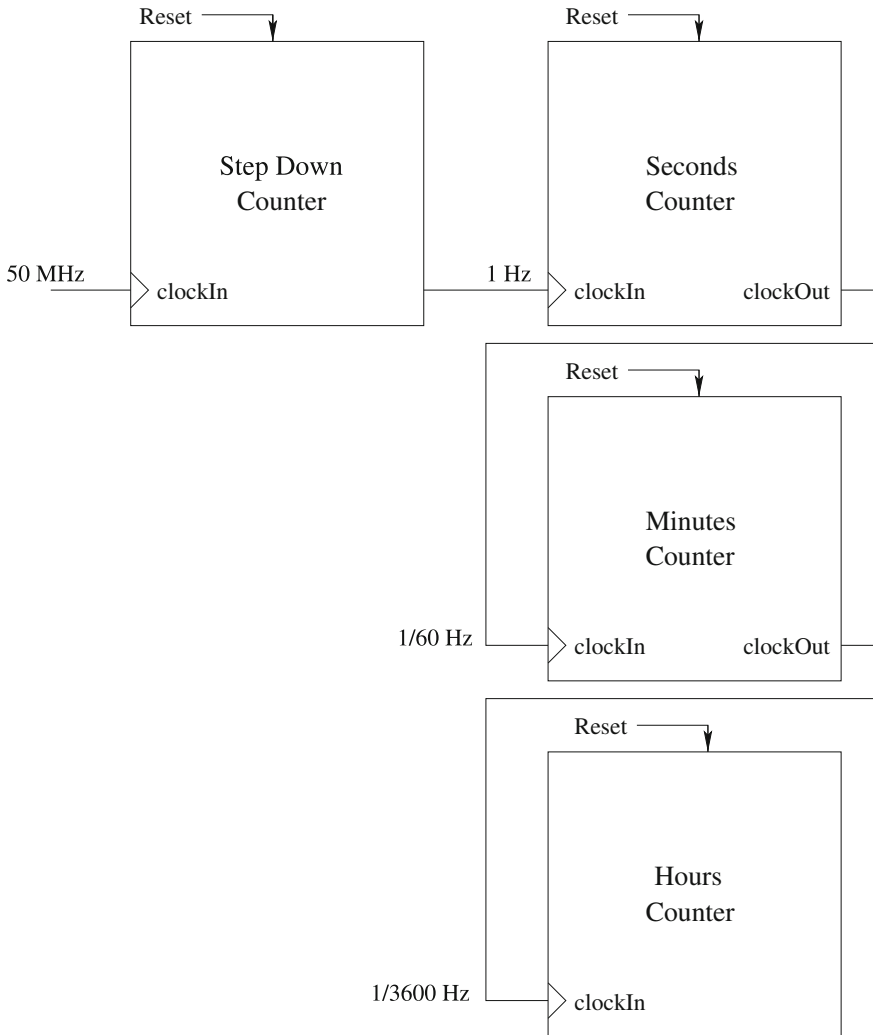 Reset
Step Down
Counter
50 MHz
clockIn
Reset
Seconds
Counter
1 Hz
clockIn
clockOut
Reset
Minutes
Counter
1/60 Hz
clockIn
clockOut
Reset
Hours
Counter
1/3600 Hz
clockIn